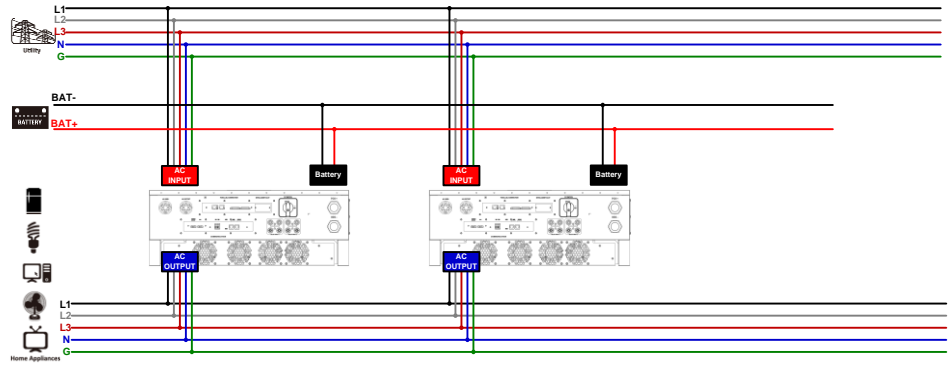 L1
L2
L3
N
G
Utility
BAT-
BAT+
BATTERY
AC
INPUT
Battery
AC
INPUT
Battery
AC
OUTPUT
AC
OUTPUT
L1
L2
L3
N
G
Home Appliances